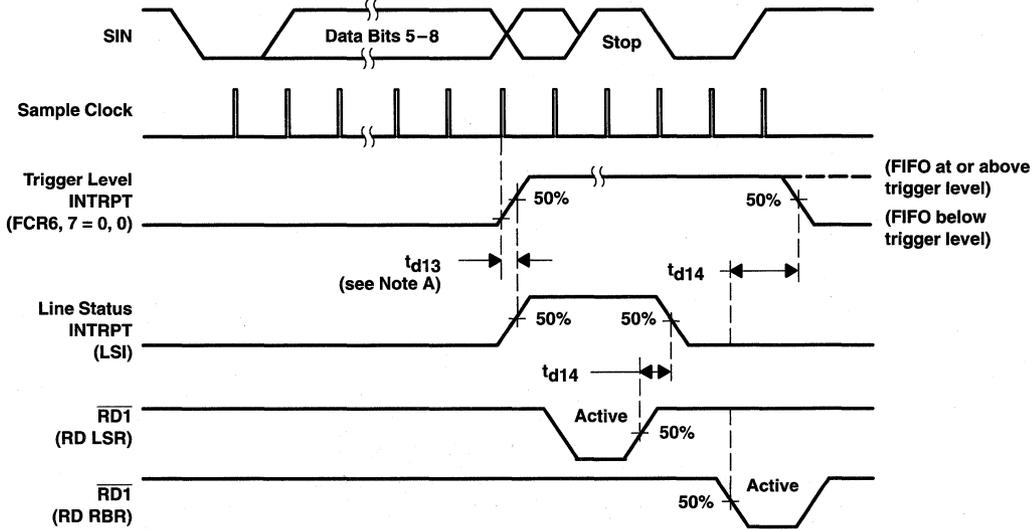 SIN
Data Bits 5–8
Stop
Sample Clock
Trigger Level
INTRPT
(FCR6, 7 = 0, 0)
50%
50%
(FIFO at or above
trigger level)
(FIFO below
trigger level)
td13
(see Note A)
td14
Line Status
INTRPT
(LSI)
50%
50%
td14
RD1
(RD LSR)
Active
50%
RD1
(RD RBR)
50%
Active